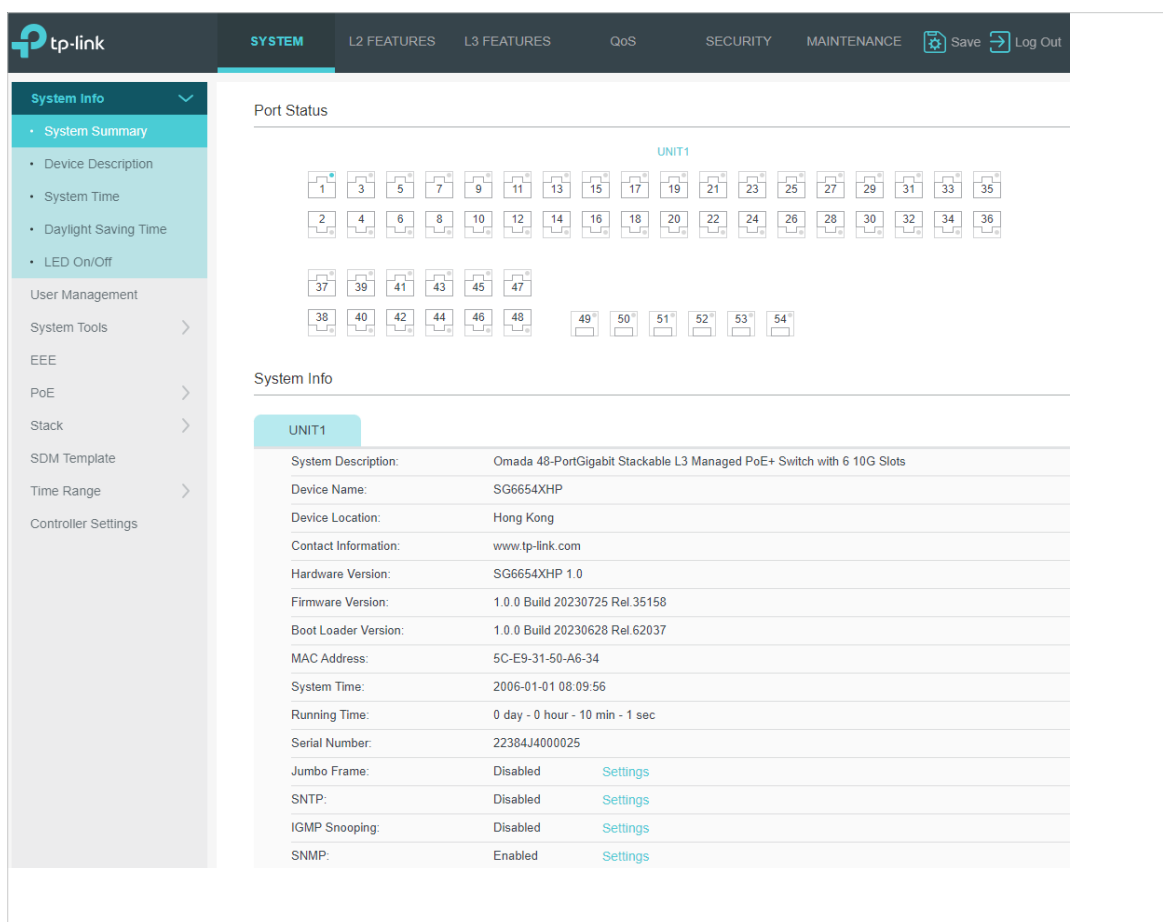 tp-link
SYSTEM L2 FEATURES L3 FEATURES QoS SECURITY MAINTENANCE Save Log Out
System Info
• System Summary
• Device Description
• System Time
• Daylight Saving Time
• LED On/Off
User Management
System Tools
EEE
PoE
Stack
SDM Template
Time Range
Controller Settings
Port Status
UNIT1
1 3 5 7 9 11 13 15 17 19 21 23 25 27 29 31 33 35
2 4 6 8 10 12 14 16 18 20 22 24 26 28 30 32 34 36
37 39 41 43 45 47
38 40 42 44 46 48 49 50 51 52 53 54
System Info
UNIT1
System Description: Omada 48-PortGigabit Stackable L3 Managed PoE+ Switch with 6 10G Slots
Device Name: SG6654XHP
Device Location: Hong Kong
Contact Information: www.tp-link.com
Hardware Version: SG6654XHP 1.0
Firmware Version: 1.0.0 Build 20230725 Rel.35158
Boot Loader Version: 1.0.0 Build 20230628 Rel.62037
MAC Address: 5C-E9-31-50-A6-34
System Time: 2006-01-01 08:09:56
Running Time: 0 day - 0 hour - 10 min - 1 sec
Serial Number: 22384J4000025
Jumbo Frame: Disabled Settings
SNTP: Disabled Settings
IGMP Snooping: Disabled Settings
SNMP: Enabled Settings